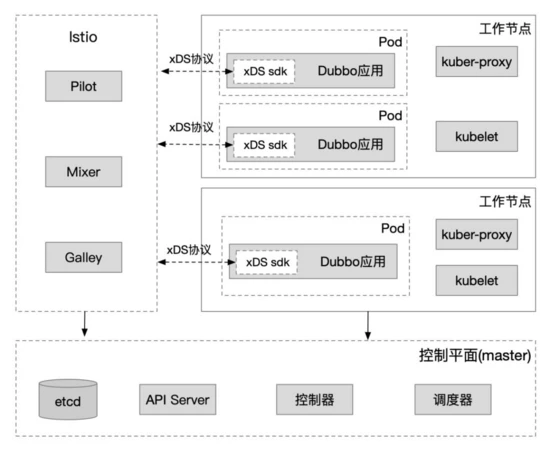 Istio
Pilot
Mixer
Galley
xDS协议
xDS协议
xDS协议
工作节点
Pod
xDS sdk
Dubbo应用
kuber-proxy
Pod
xDS sdk
Dubbo应用
kubelet
工作节点
Pod
xDS sdk
Dubbo应用
kuber-proxy
kubelet
控制平面(master)
etcd
API Server
控制器
调度器